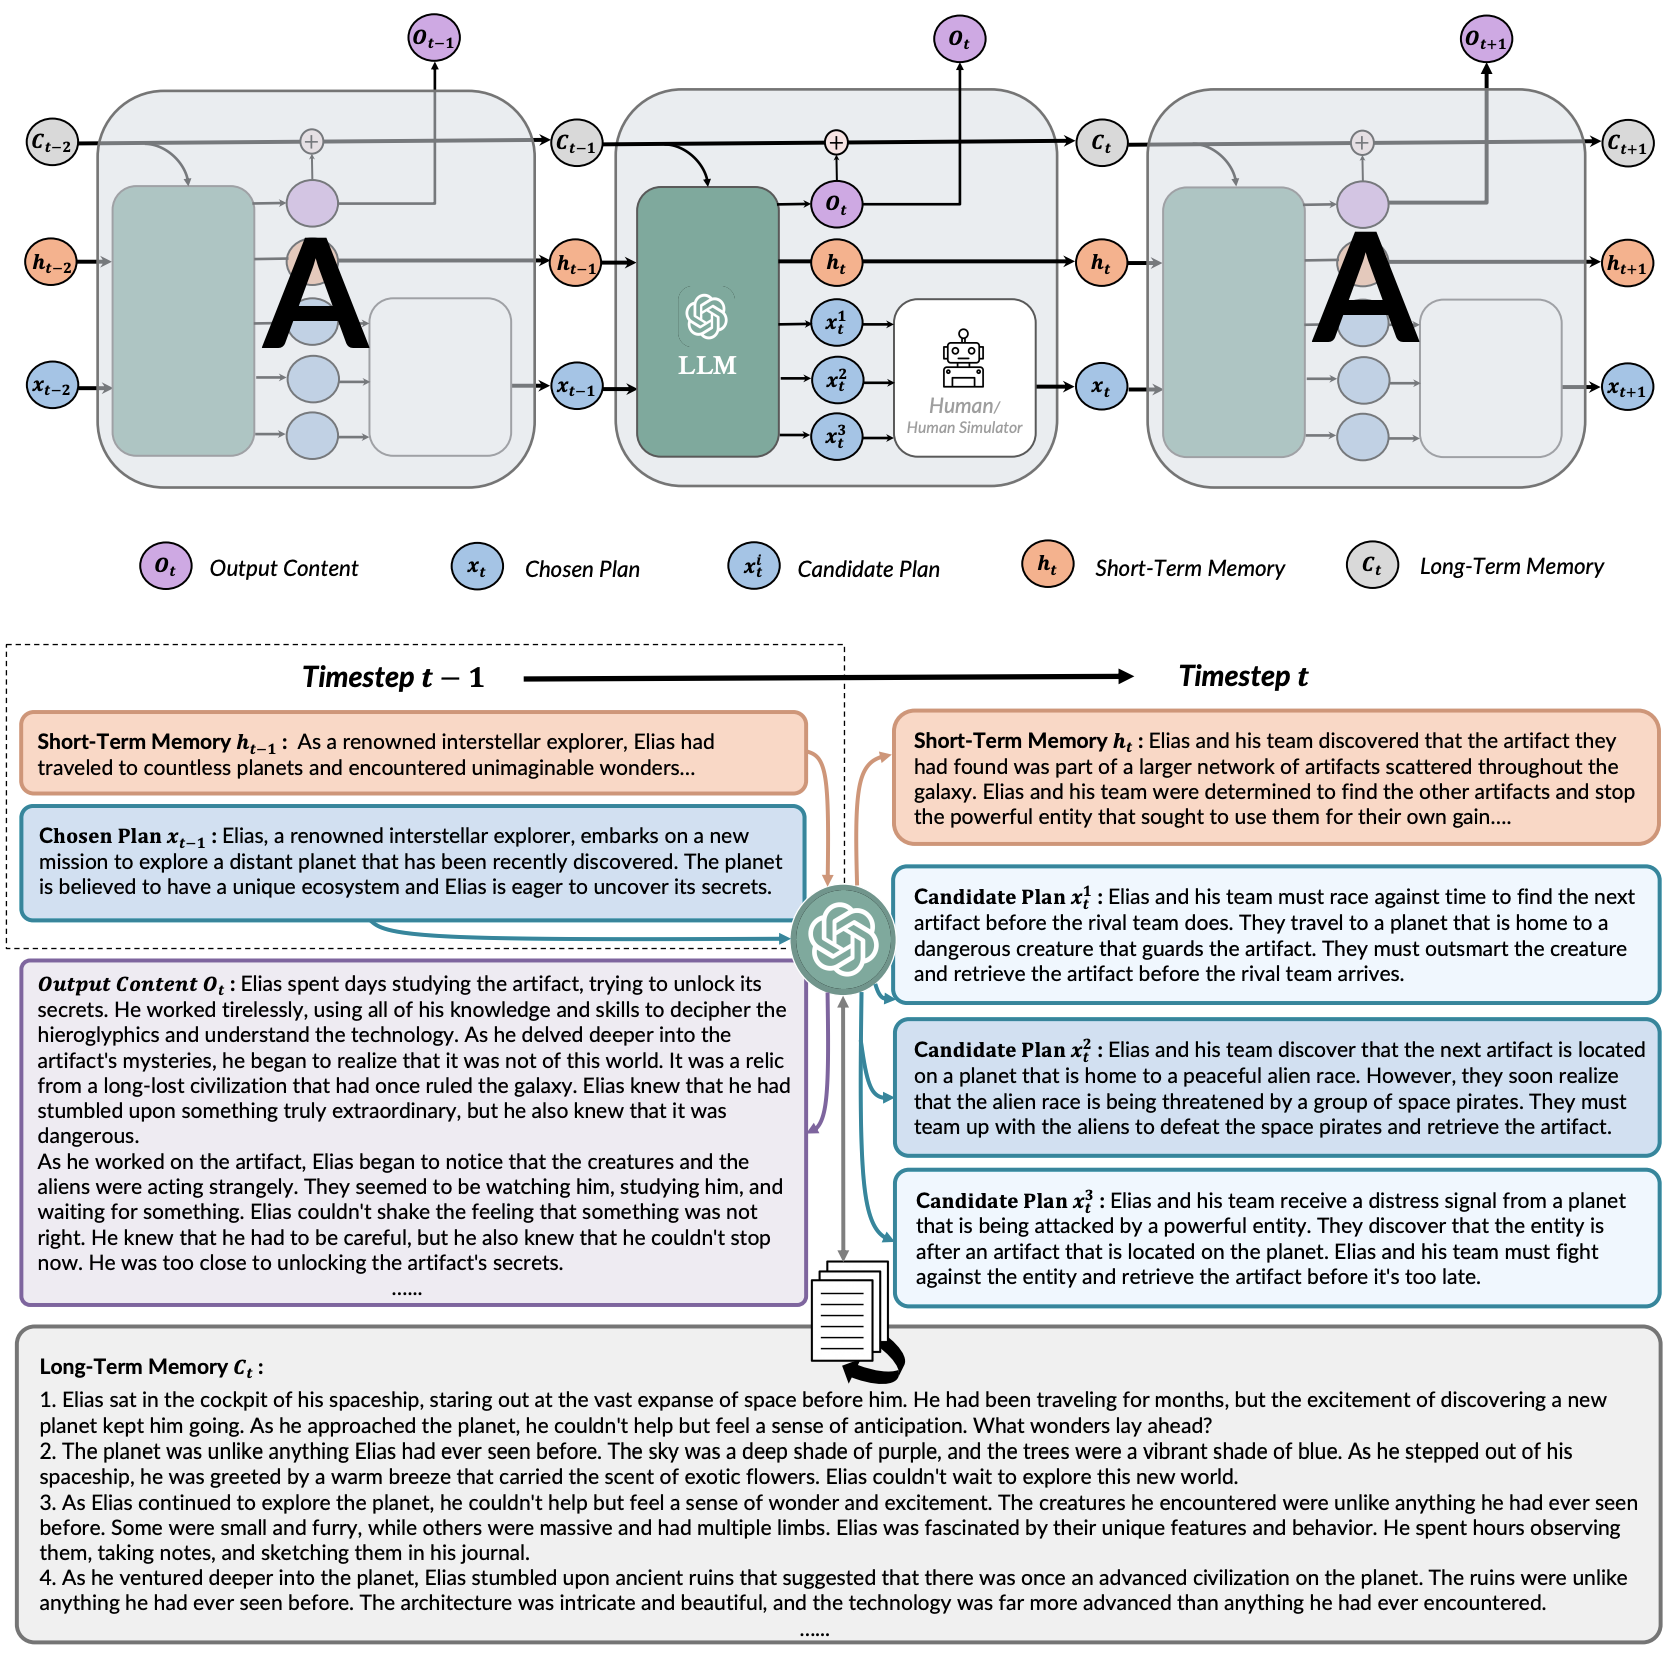 O_{t-1} O_t O_{t+1}
C_{t-2} + C_{t-1} + C_t + C_{t+1}
O_t
A A
h_{t-2} h_{t-1} h_t h_t h_{t+1}
x_t^1
LLM
x_{t-2} x_{t-1} x_t^2 x_t x_{t+1}
Human/
Human Simulator
x_t^3
O_t Output Content x_t Chosen Plan x_t^i Candidate Plan h_t Short-Term Memory C_t Long-Term Memory
Timestep t − 1 Timestep t
Short-Term Memory h_{t-1} : As a renowned interstellar explorer, Elias had
traveled to countless planets and encountered unimaginable wonders...
Chosen Plan x_{t-1} : Elias, a renowned interstellar explorer, embarks on a new
mission to explore a distant planet that has been recently discovered. The planet
is believed to have a unique ecosystem and Elias is eager to uncover its secrets.
Output Content O_t : Elias spent days studying the artifact, trying to unlock its
secrets. He worked tirelessly, using all of his knowledge and skills to decipher the
hieroglyphics and understand the technology. As he delved deeper into the
artifact's mysteries, he began to realize that it was not of this world. It was a relic
from a long-lost civilization that had once ruled the galaxy. Elias knew that he had
stumbled upon something truly extraordinary, but he also knew that it was
dangerous.
As he worked on the artifact, Elias began to notice that the creatures and the
aliens were acting strangely. They seemed to be watching him, studying him, and
waiting for something. Elias couldn't shake the feeling that something was not
right. He knew that he had to be careful, but he also knew that he couldn't stop
now. He was too close to unlocking the artifact's secrets.
......
Short-Term Memory h_t : Elias and his team discovered that the artifact they
had found was part of a larger network of artifacts scattered throughout the
galaxy. Elias and his team were determined to find the other artifacts and stop
the powerful entity that sought to use them for their own gain....
Candidate Plan x_t^1 : Elias and his team must race against time to find the next
artifact before the rival team does. They travel to a planet that is home to a
dangerous creature that guards the artifact. They must outsmart the creature
and retrieve the artifact before the rival team arrives.
Candidate Plan x_t^2 : Elias and his team discover that the next artifact is located
on a planet that is home to a peaceful alien race. However, they soon realize
that the alien race is being threatened by a group of space pirates. They must
team up with the aliens to defeat the space pirates and retrieve the artifact.
Candidate Plan x_t^3 : Elias and his team receive a distress signal from a planet
that is being attacked by a powerful entity. They discover that the entity is
after an artifact that is located on the planet. Elias and his team must fight
against the entity and retrieve the artifact before it's too late.
Long-Term Memory C_t :
1. Elias sat in the cockpit of his spaceship, staring out at the vast expanse of space before him. He had been traveling for months, but the excitement of discovering a new
planet kept him going. As he approached the planet, he couldn't help but feel a sense of anticipation. What wonders lay ahead?
2. The planet was unlike anything Elias had ever seen before. The sky was a deep shade of purple, and the trees were a vibrant shade of blue. As he stepped out of his
spaceship, he was greeted by a warm breeze that carried the scent of exotic flowers. Elias couldn't wait to explore this new world.
3. As Elias continued to explore the planet, he couldn't help but feel a sense of wonder and excitement. The creatures he encountered were unlike anything he had ever seen
before. Some were small and furry, while others were massive and had multiple limbs. Elias was fascinated by their unique features and behavior. He spent hours observing
them, taking notes, and sketching them in his journal.
4. As he ventured deeper into the planet, Elias stumbled upon ancient ruins that suggested that there was once an advanced civilization on the planet. The ruins were unlike
anything he had ever seen before. The architecture was intricate and beautiful, and the technology was far more advanced than anything he had ever encountered.
......